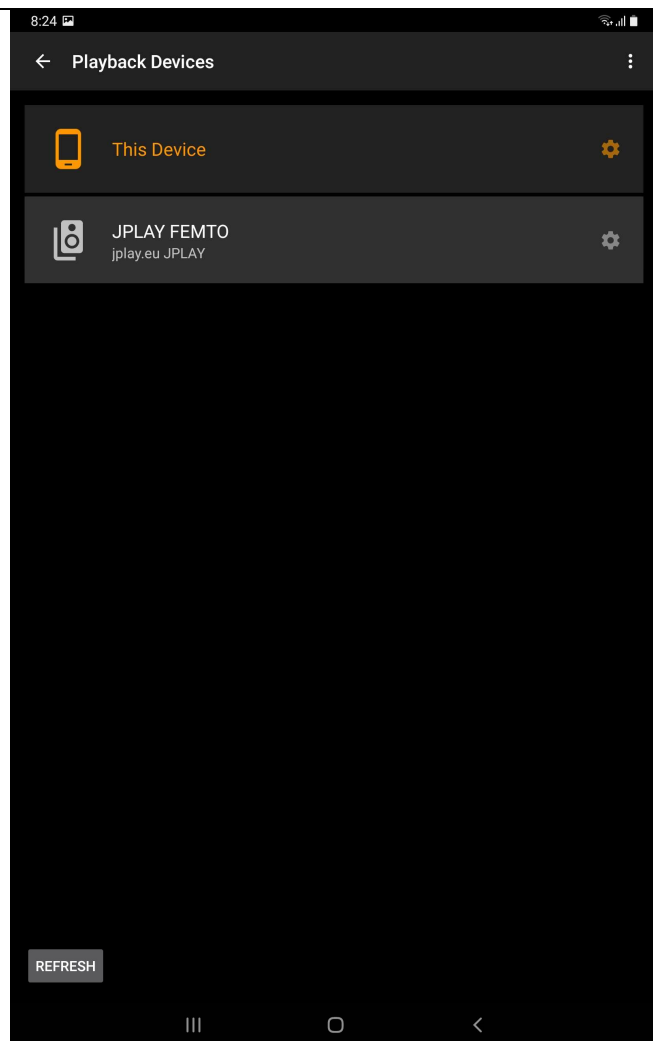 8:24
Playback Devices
This Device
JPLAY FEMTO
jplay.eu JPLAY
REFRESH